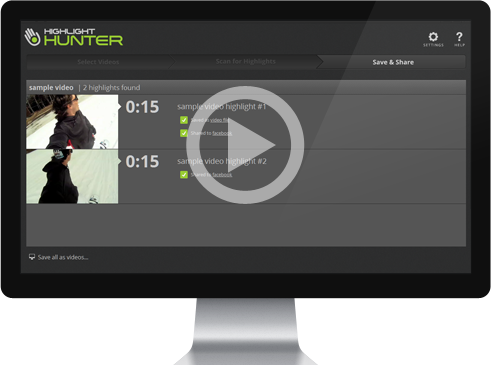 HIGHLIGHT
HUNTER
SETTINGS
HELP
Select Videos
Scan for Highlights
Save & Share
sample video | 2 highlights found
0:15
sample video highlight #1
Saved to video file
Shared to facebook
0:15
sample video highlight #2
Shared to facebook
Save all as videos...